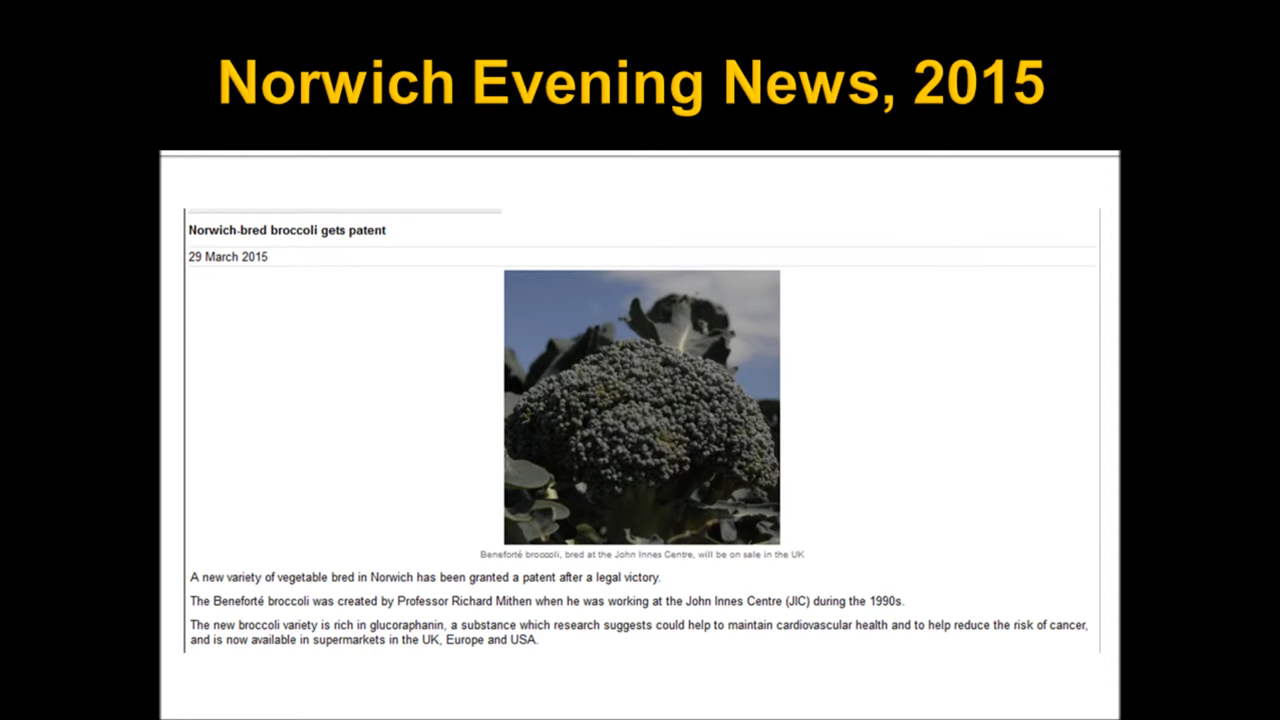 Norwich Evening News, 2015
Norwich-bred broccoli gets patent
29 March 2015
Beneforté broccoli, bred at the John Innes Centre, will be on sale in the UK
A new variety of vegetable bred in Norwich has been granted a patent after a legal victory.
The Beneforté broccoli was created by Professor Richard Mithen when he was working at the John Innes Centre (JIC) during the 1990s.
The new broccoli variety is rich in glucoraphanin, a substance which research suggests could help to maintain cardiovascular health and to help reduce the risk of cancer,
and is now available in supermarkets in the UK, Europe and USA.